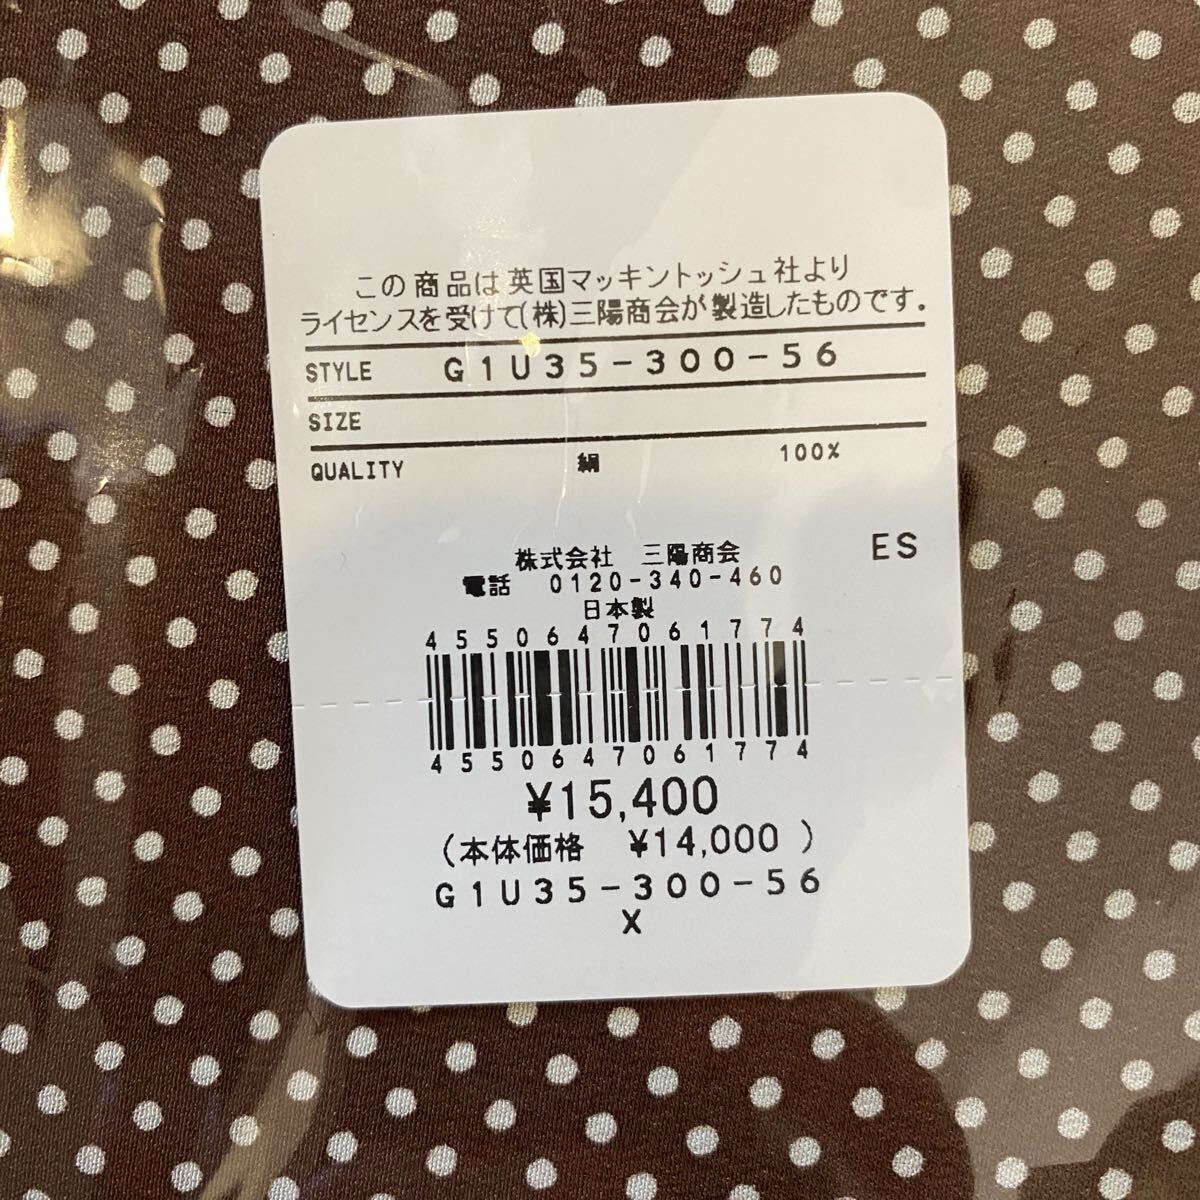 この商品は英国マッキントッシュ社より
ライセンスを受けて(株)三陽商会が製造したものです.
STYLE G1U35-300-56
SIZE
QUALITY 絹 100%
ES
株式会社 三陽商会
電話 0120-340-460
日本製
4550647061774
4550647061774
¥15,400
(本体価格 ¥14,000 )
G1U35-300-56
X